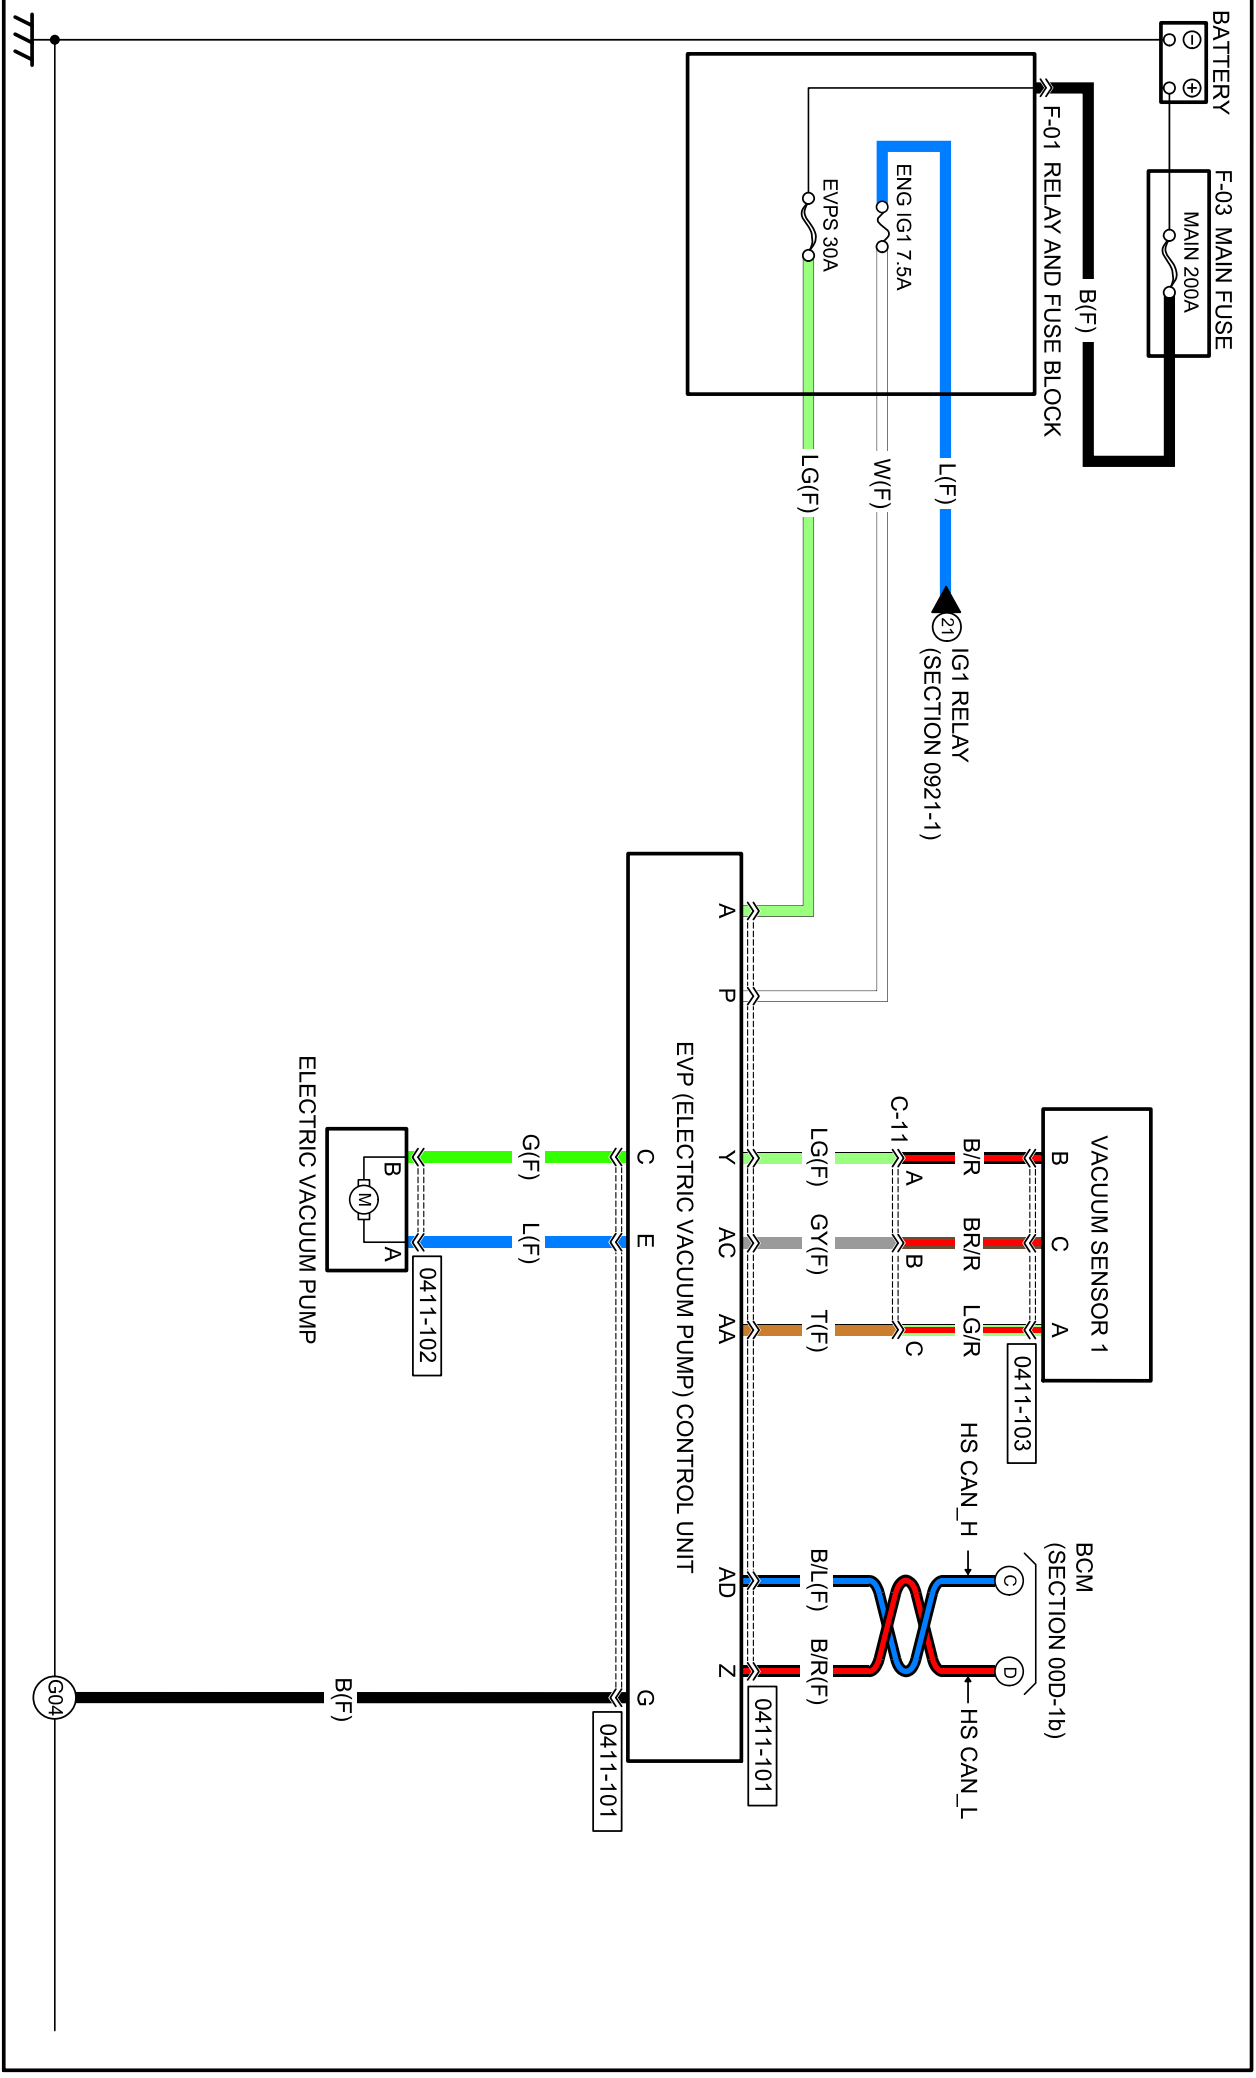 BATTERY
F-03 MAIN FUSE
MAIN 200A
B(F)
F-01 RELAY AND FUSE BLOCK
ENG IG1 7.5A
EVPS 30A
L(F)
W(F)
LG(F)
21
IG1 RELAY
(SECTION 0921-1)
VACUUM SENSOR 1
B
C
A
0411-103
B/R
BR/R
LG/R
C-11
A
B
C
LG(F)
GY(F)
T(F)
BCM
(SECTION 00D-1b)
C
D
HS CAN_H
HS CAN_L
B/L(F)
B/R(F)
0411-101
A
P
Y
AC
AA
AD
Z
EVP (ELECTRIC VACUUM PUMP) CONTROL UNIT
C
E
G
0411-101
G(F)
L(F)
B(F)
0411-102
B
A
M
ELECTRIC VACUUM PUMP
G04